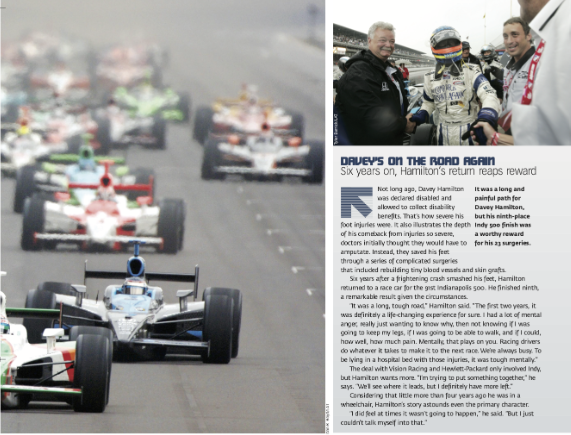 DAVEY'S ON THE ROAD AGAIN
Six years on, Hamilton's return reaps reward
Not long ago, Davey Hamilton
was declared disabled and
allowed to collect disability
benefits. That's how severe his
foot injuries were. It also illustrates the depth
of his comeback from injuries so severe,
doctors initially thought they would have to
amputate. Instead, they saved his feet
through a series of complicated surgeries
that included rebuilding tiny blood vessels and skin grafts.
Six years after a frightening crash smashed his feet, Hamilton
returned to a race car for the 91st Indianapolis 500. He finished ninth,
a remarkable result given the circumstances.
"It was a long, tough road," Hamilton said. "The first two years, it
was definitely a life-changing experience for sure. I had a lot of mental
anger, really just wanting to know why, then not knowing if I was
going to keep my legs, if I was going to be able to walk, and if I could,
how well, how much pain. Mentally, that plays on you. Racing drivers
do whatever it takes to make it to the next race. We're always busy. To
be lying in a hospital bed with those injuries, it was tough mentally."
The deal with Vision Racing and Hewlett-Packard only involved Indy,
but Hamilton wants more. "I'm trying to put something together," he
says. "We'll see where it leads, but I definitely have more left."
Considering that little more than four years ago he was in a
wheelchair, Hamilton's story astounds even the primary character.
"I did feel at times it wasn't going to happen," he said. "But I just
couldn't talk myself into that."
It was a long and
painful path for
Davey Hamilton,
but his ninth-place
Indy 500 finish was
a worthy reward
for his 23 surgeries.